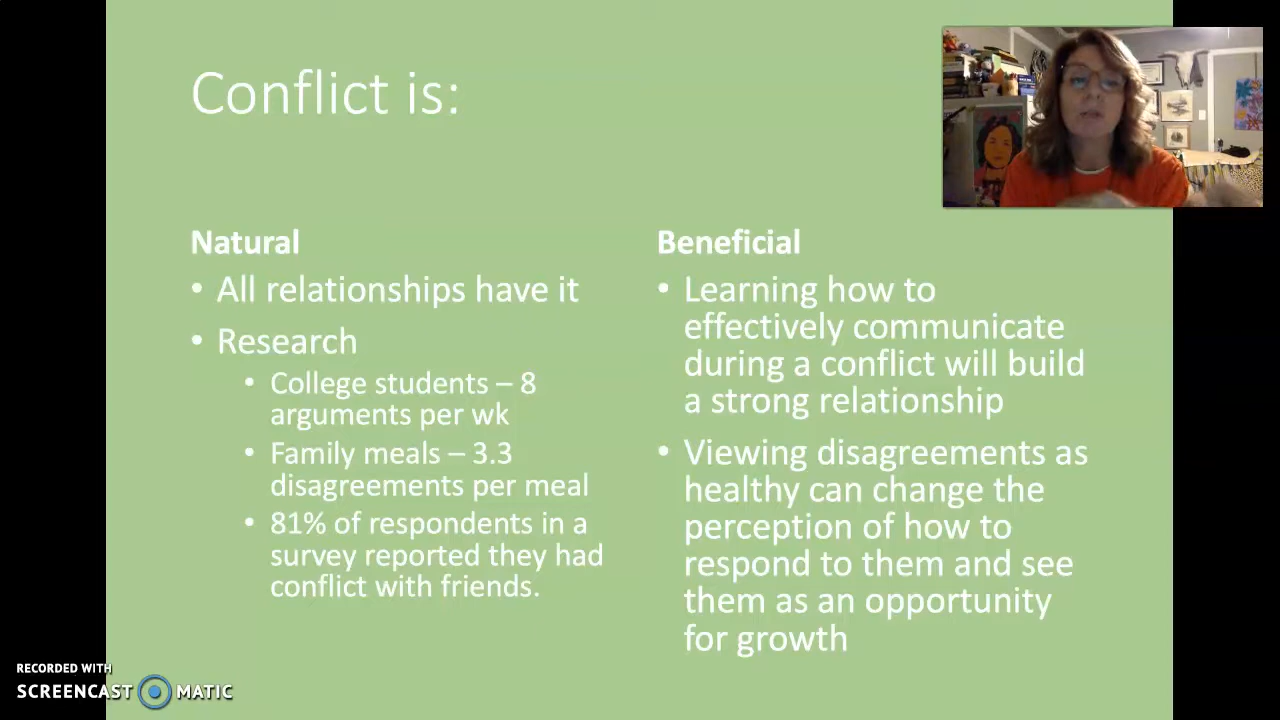 Conflict is:
Natural
• All relationships have it
• Research
• College students – 8
arguments per wk
• Family meals – 3.3
disagreements per meal
• 81% of respondents in a
survey reported they had
conflict with friends.
Beneficial
• Learning how to
effectively communicate
during a conflict will build
a strong relationship
• Viewing disagreements as
healthy can change the
perception of how to
respond to them and see
them as an opportunity
for growth
RECORDED WITH
SCREENCAST MATIC